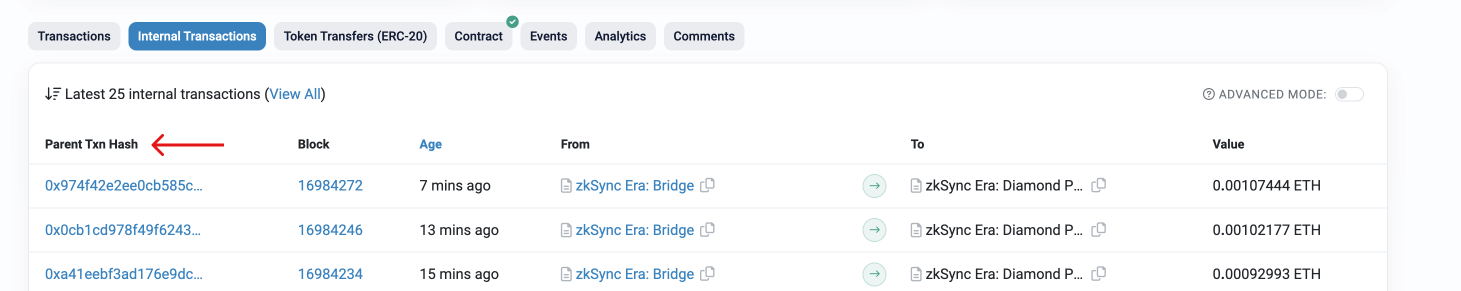 Transactions Internal Transactions Token Transfers (ERC-20) Contract Events Analytics Comments
Latest 25 internal transactions (View All) ADVANCED MODE:
Parent Txn Hash Block Age From To Value
0x974f42e2ee0cb585c... 16984272 7 mins ago zkSync Era: Bridge zkSync Era: Diamond P... 0.00107444 ETH
0x0cb1cd978f49f6243... 16984246 13 mins ago zkSync Era: Bridge zkSync Era: Diamond P... 0.00102177 ETH
0xa41eebf3ad176e9dc... 16984234 15 mins ago zkSync Era: Bridge zkSync Era: Diamond P... 0.00092993 ETH